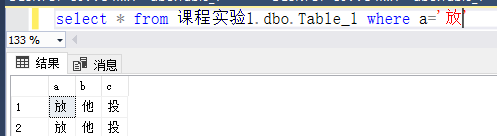 select * from 课程实验1.dbo.Table_1 where a='放'
133 %
结果 消息
a b c
1 放 他 投
2 放 他 投